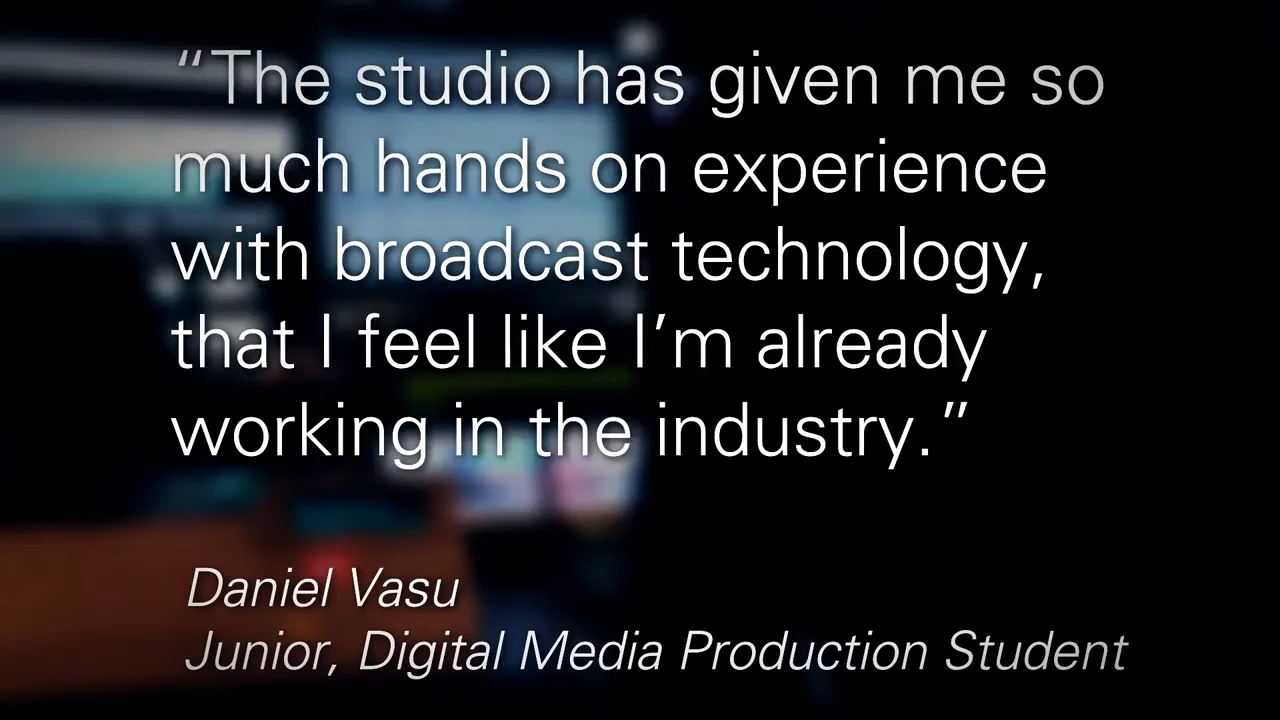 “The studio has given me so
much hands on experience
with broadcast technology,
that I feel like I’m already
working in the industry.”
Daniel Vasu
Junior, Digital Media Production Student